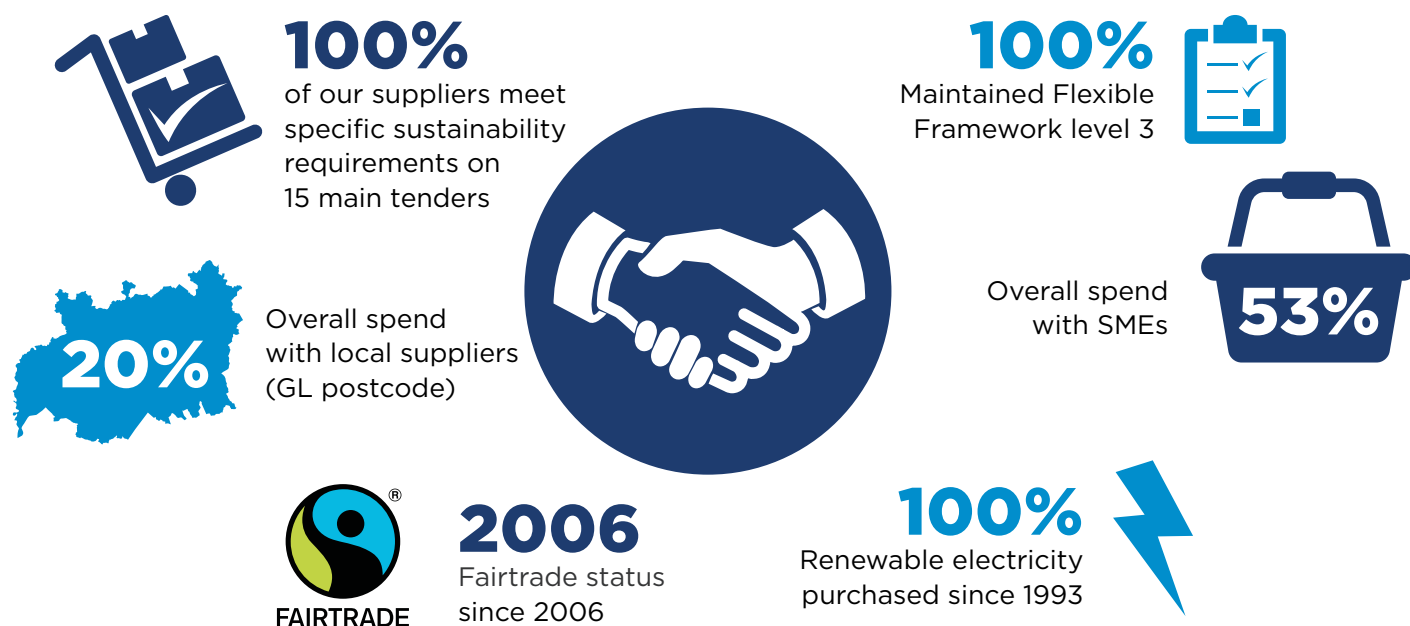 100%
of our suppliers meet
specific sustainability
requirements on
15 main tenders
100%
Maintained Flexible
Framework level 3
20%
Overall spend
with local suppliers
(GL postcode)
Overall spend
with SMEs
53%
®
FAIRTRADE
2006
Fairtrade status
since 2006
100%
Renewable electricity
purchased since 1993